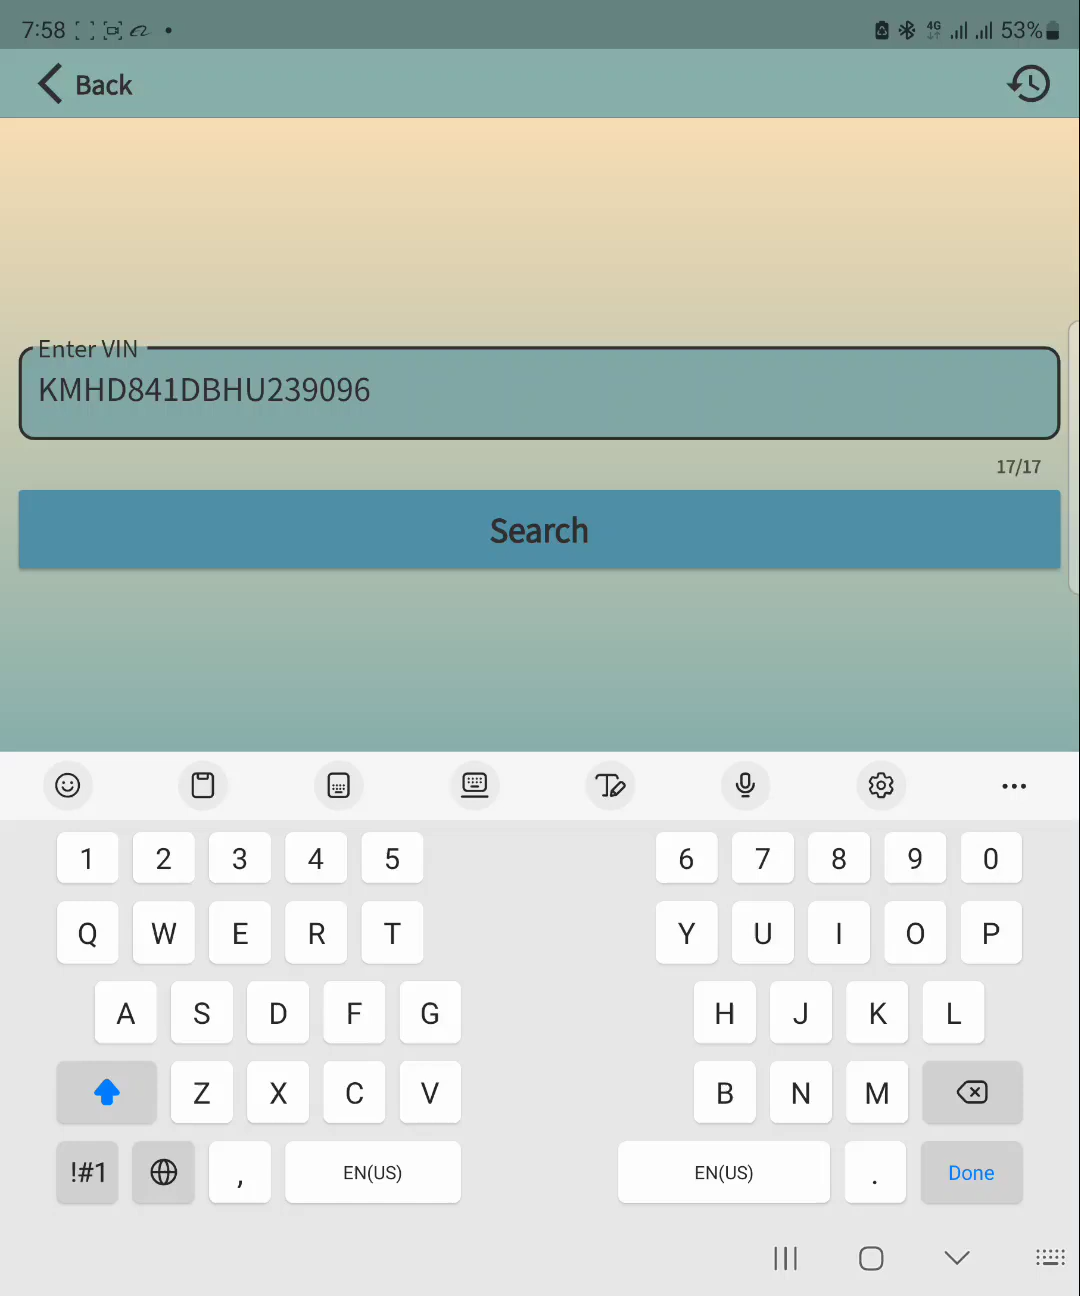 7:58
4G
53%
Back
Enter VIN
KMHD841DBHU239096
17/17
Search
1 2 3 4 5 6 7 8 9 0
Q W E R T Y U I O P
A S D F G H J K L
Z X C V B N M
!#1 , EN(US) EN(US) . Done